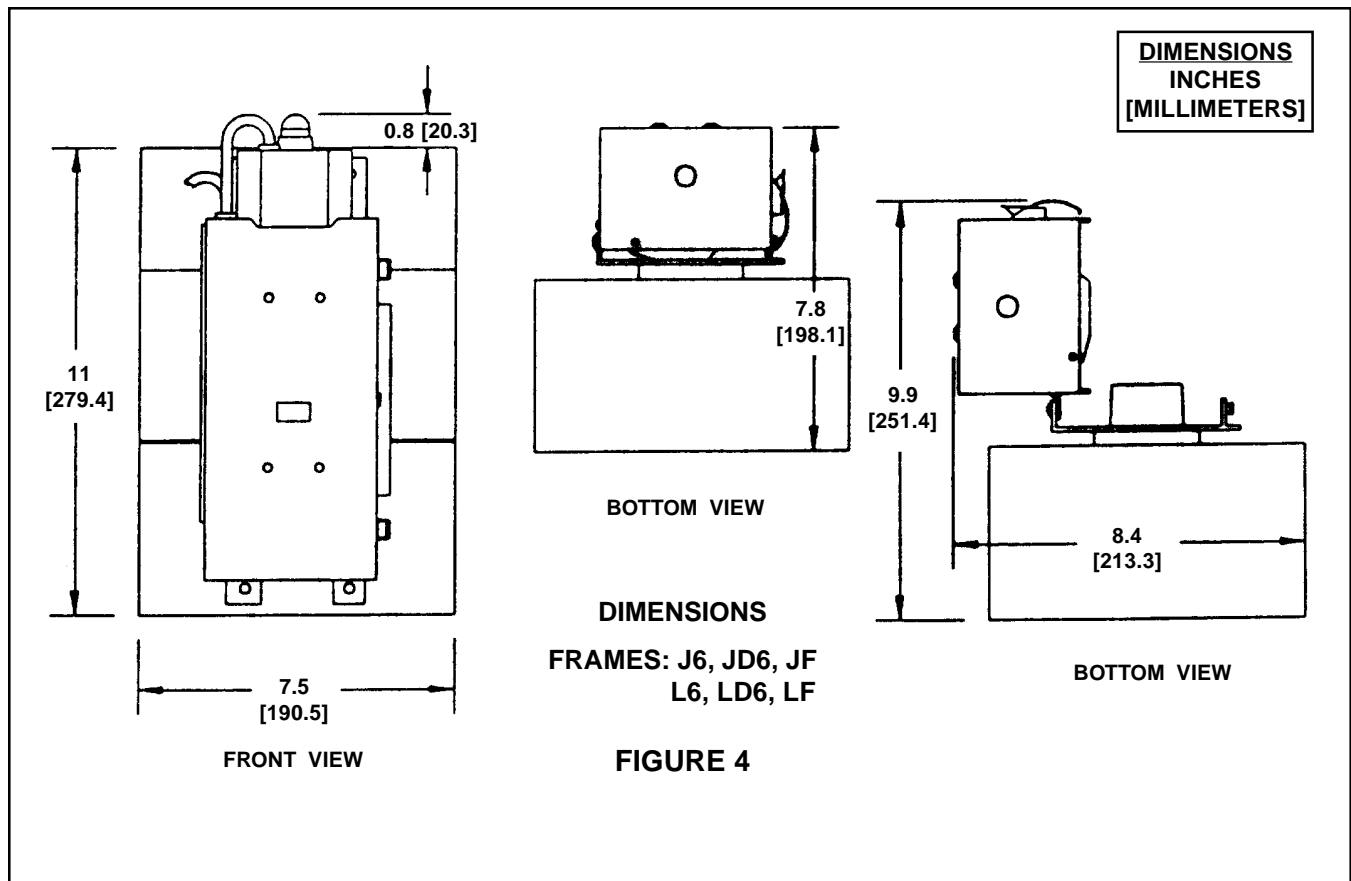 DIMENSIONS
INCHES
[MILLIMETERS]
0.8 [20.3]
11
[279.4]
7.5
[190.5]
FRONT VIEW
7.8
[198.1]
BOTTOM VIEW
9.9
[251.4]
8.4
[213.3]
BOTTOM VIEW
DIMENSIONS
FRAMES: J6, JD6, JF
L6, LD6, LF
FIGURE 4